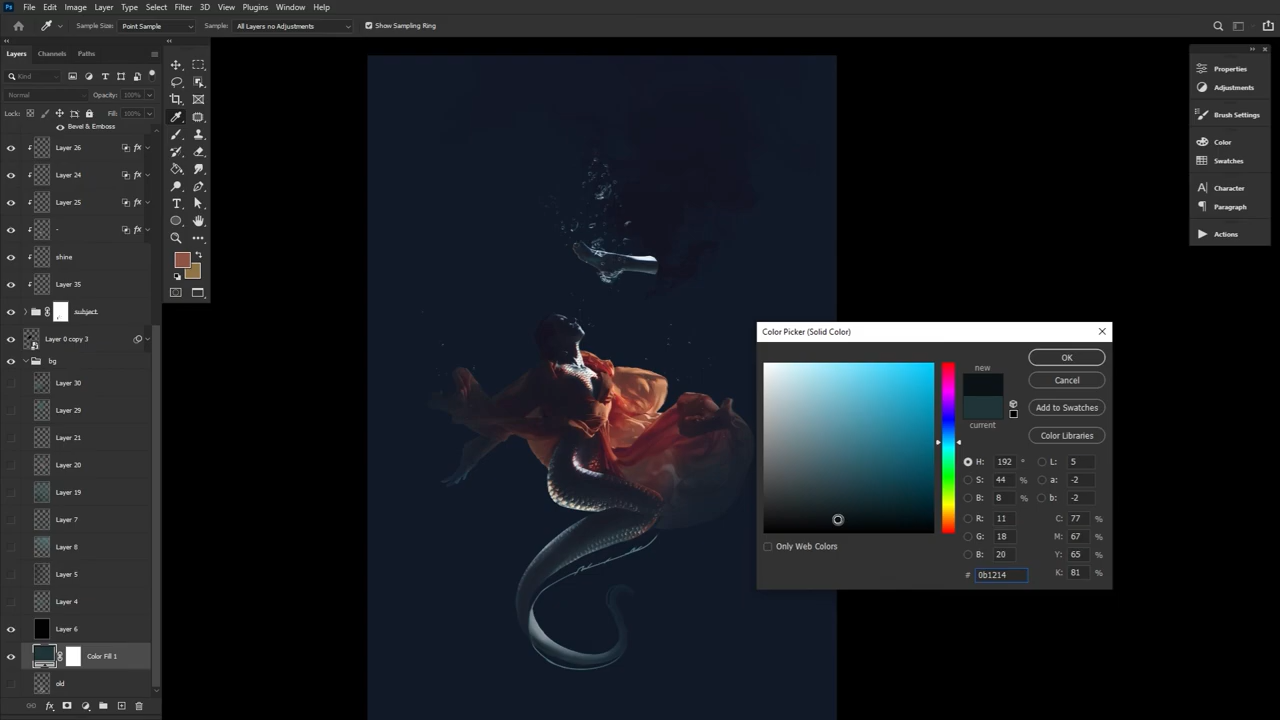 Ps File Edit Image Layer Type Select Filter 3D View Plugins Window Help
Sample Size: Point Sample Sample: All Layers no Adjustments Show Sampling Ring
Layers Channels Paths
Kind
Normal Opacity: 100%
Lock: Fill: 100%
Bevel & Emboss
Layer 26 fx
Layer 24 fx
Layer 25 fx
- fx
shine
Layer 35
subject
Layer 0 copy 3
bg
Layer 30
Layer 29
Layer 21
Layer 20
Layer 19
Layer 7
Layer 8
Layer 5
Layer 4
Layer 6
Color Fill 1
old
fx
Properties
Adjustments
Brush Settings
Color
Swatches
Character
Paragraph
Actions
Color Picker (Solid Color)
new
current
OK
Cancel
Add to Swatches
Color Libraries
H: 192 ° L: 5
S: 44 % a: -2
B: 8 % b: -2
R: 11 C: 77 %
G: 18 M: 67 %
B: 20 Y: 65 %
# 0b1214 K: 81 %
Only Web Colors